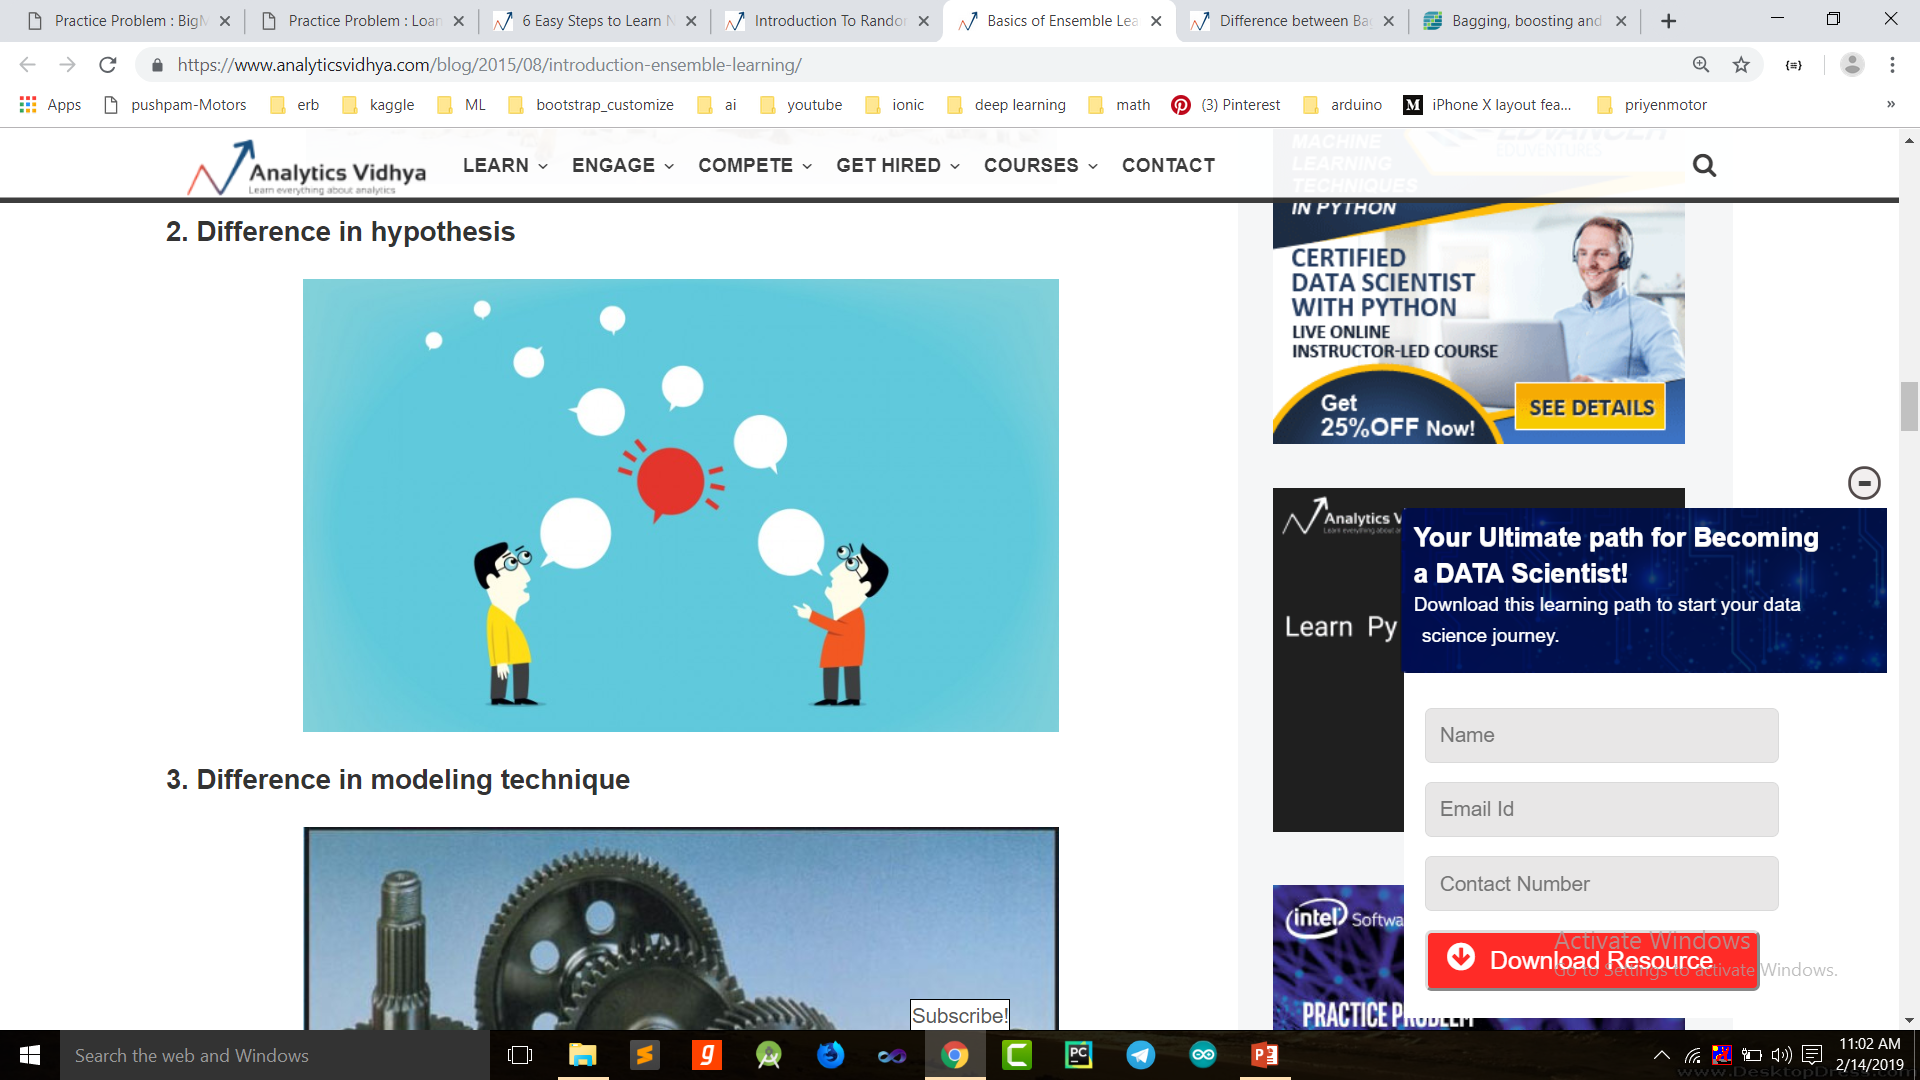 Practice Problem : Big
Practice Problem : Loan
6 Easy Steps to Learn N
Introduction To Rando
Basics of Ensemble Lea
Difference between Ba
Bagging, boosting and
https://www.analyticsvidhya.com/blog/2015/08/introduction-ensemble-learning/
Apps
pushpam-Motors
erb
kaggle
ML
bootstrap_customize
ai
youtube
ionic
deep learning
math
(3) Pinterest
arduino
M
iPhone X layout fea...
priyenmotor
»
Analytics Vidhya
Learn everything about analytics
LEARN
ENGAGE
COMPETE
GET HIRED
COURSES
CONTACT
2. Difference in hypothesis
3. Difference in modeling technique
Subscribe!
EDVANCER
EDUVENTURES
MACHINE
LEARNING
TECHNIQUES
IN PYTHON
CERTIFIED
DATA SCIENTIST
WITH PYTHON
LIVE ONLINE
INSTRUCTOR-LED COURSE
Get
25%OFF Now!
SEE DETAILS
Analytics V
Learn Py
Your Ultimate path for Becoming
a DATA Scientist!
Download this learning path to start your data
science journey.
Name
Email Id
Contact Number
Download Resource
Activate Windows
Go to Settings to activate Windows.
intel Softwa
PRACTICE PROBLEM
Search the web and Windows
11:02 AM
2/14/2019